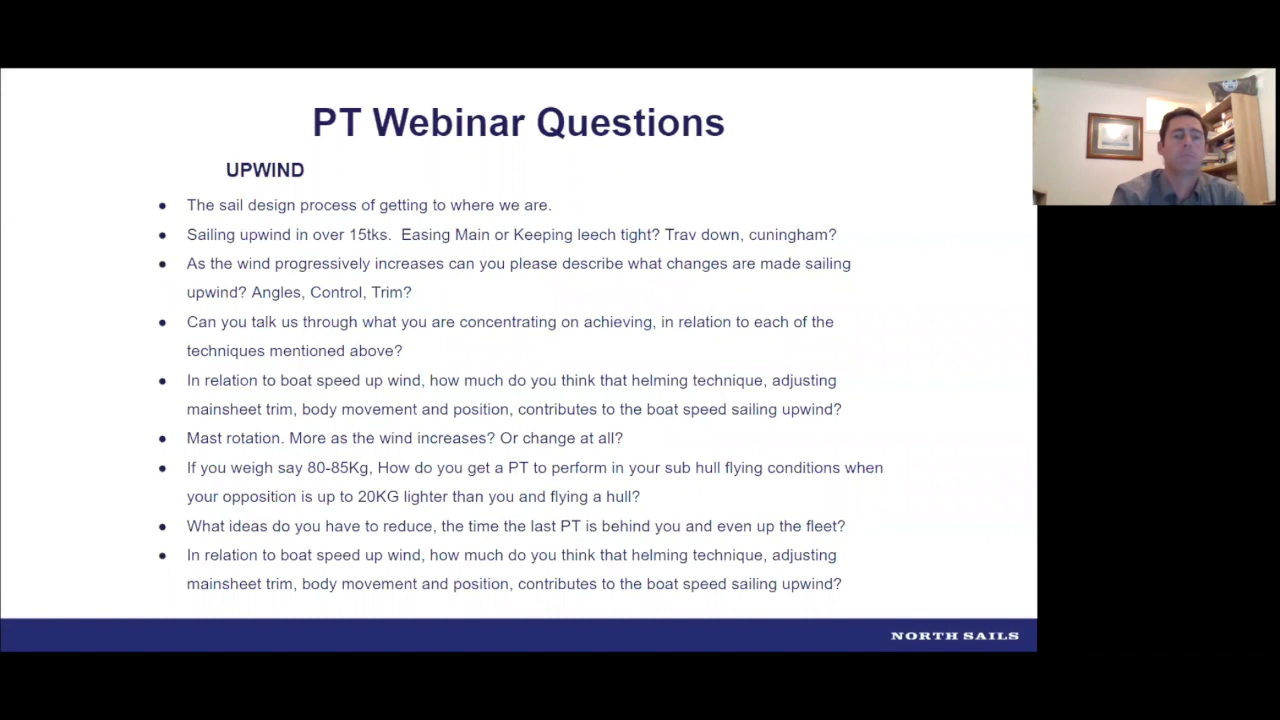 PT Webinar Questions
UPWIND
● The sail design process of getting to where we are.
● Sailing upwind in over 15tks. Easing Main or Keeping leech tight? Trav down, cuningham?
● As the wind progressively increases can you please describe what changes are made sailing
upwind? Angles, Control, Trim?
● Can you talk us through what you are concentrating on achieving, in relation to each of the
techniques mentioned above?
● In relation to boat speed up wind, how much do you think that helming technique, adjusting
mainsheet trim, body movement and position, contributes to the boat speed sailing upwind?
● Mast rotation. More as the wind increases? Or change at all?
● If you weigh say 80-85Kg, How do you get a PT to perform in your sub hull flying conditions when
your opposition is up to 20KG lighter than you and flying a hull?
● What ideas do you have to reduce, the time the last PT is behind you and even up the fleet?
● In relation to boat speed up wind, how much do you think that helming technique, adjusting
mainsheet trim, body movement and position, contributes to the boat speed sailing upwind?
NORTH SAILS